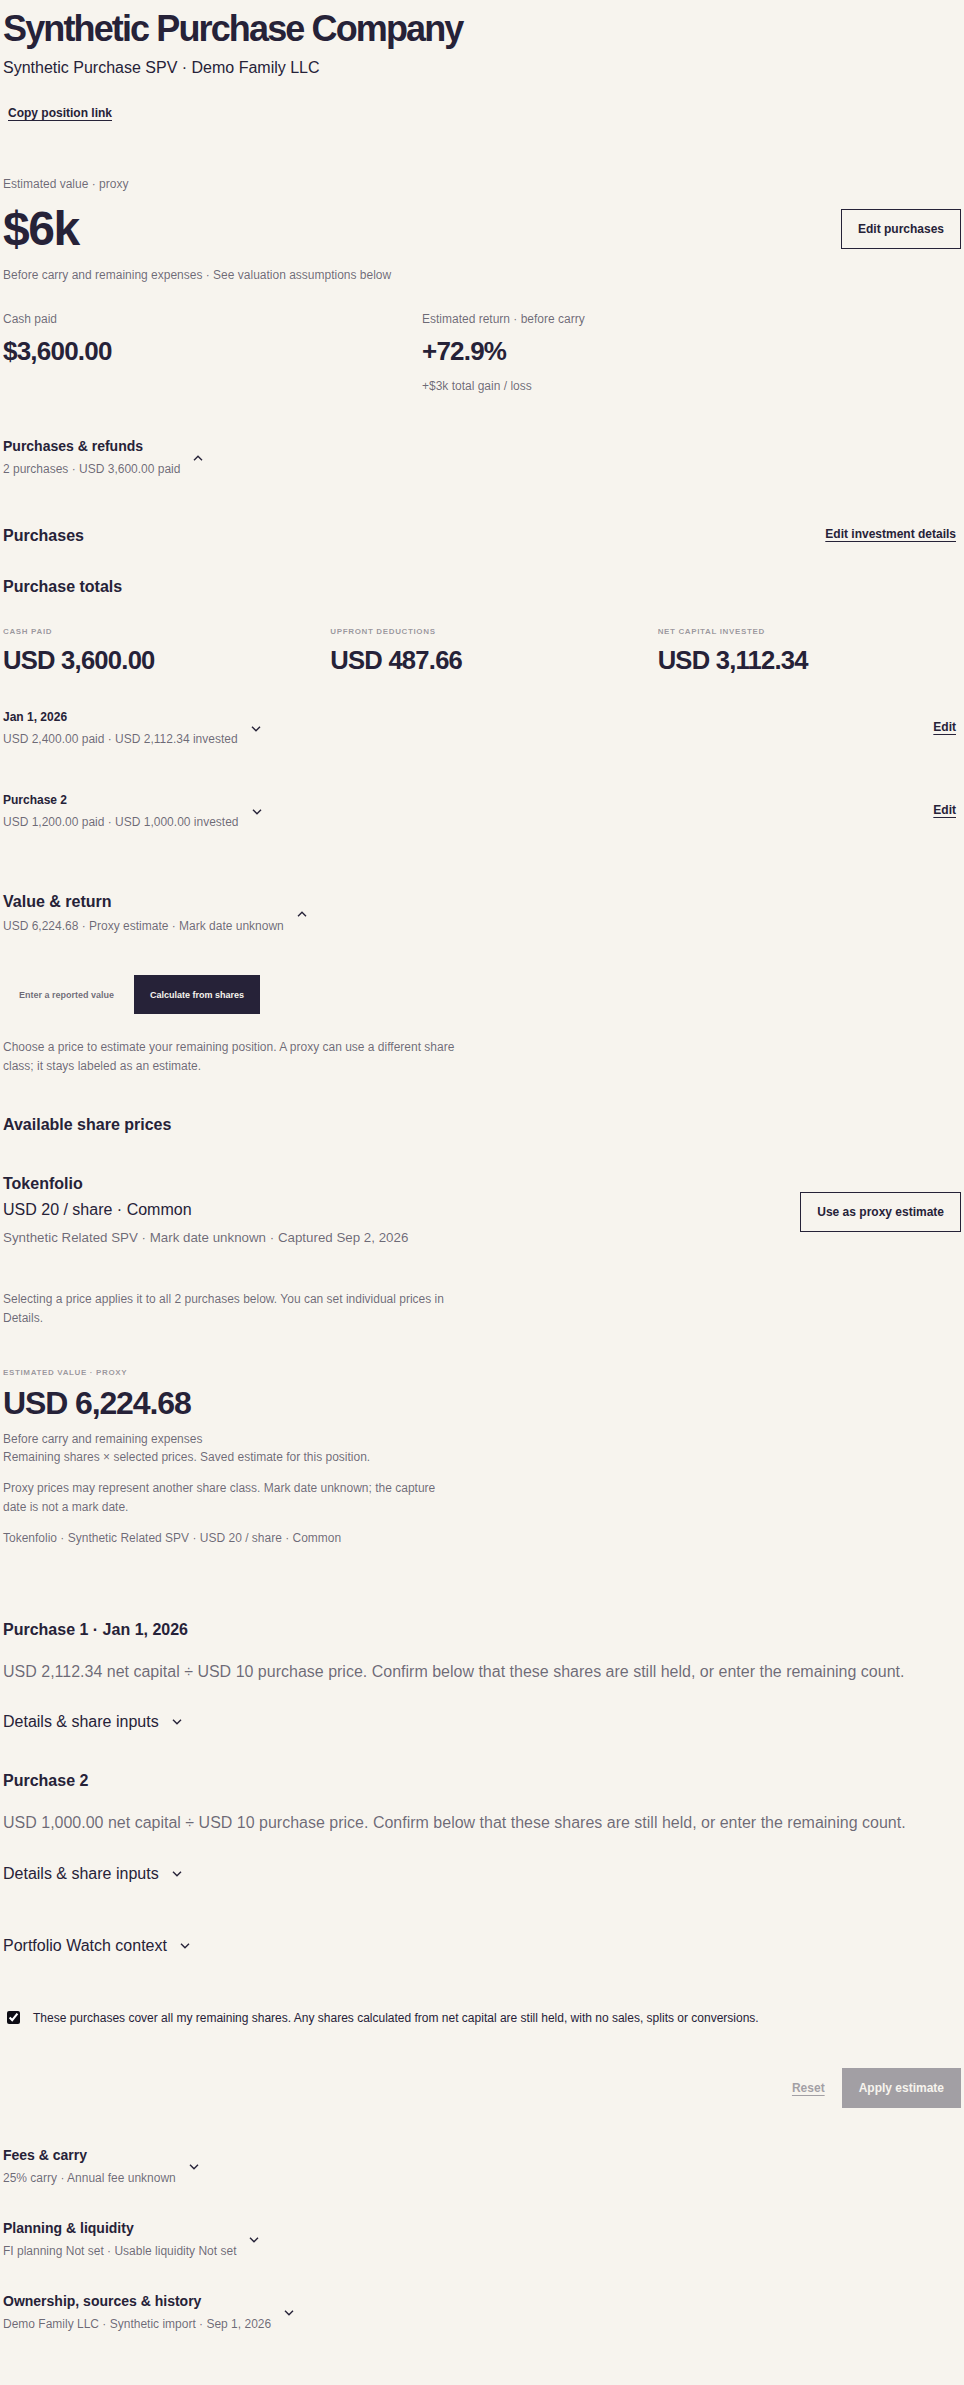 Synthetic Purchase Company
Synthetic Purchase SPV · Demo Family LLC
Copy position link
Estimated value · proxy
$6k
Edit purchases
Before carry and remaining expenses · See valuation assumptions below
Cash paid
Estimated return · before carry
$3,600.00
+72.9%
+$3k total gain / loss
Purchases & refunds
2 purchases · USD 3,600.00 paid
Purchases
Edit investment details
Purchase totals
CASH PAID
UPFRONT DEDUCTIONS
NET CAPITAL INVESTED
USD 3,600.00
USD 487.66
USD 3,112.34
Jan 1, 2026
USD 2,400.00 paid · USD 2,112.34 invested
Edit
Purchase 2
USD 1,200.00 paid · USD 1,000.00 invested
Edit
Value & return
USD 6,224.68 · Proxy estimate · Mark date unknown
Enter a reported value
Calculate from shares
Choose a price to estimate your remaining position. A proxy can use a different share
class; it stays labeled as an estimate.
Available share prices
Tokenfolio
USD 20 / share · Common
Synthetic Related SPV · Mark date unknown · Captured Sep 2, 2026
Use as proxy estimate
Selecting a price applies it to all 2 purchases below. You can set individual prices in
Details.
ESTIMATED VALUE · PROXY
USD 6,224.68
Before carry and remaining expenses
Remaining shares × selected prices. Saved estimate for this position.
Proxy prices may represent another share class. Mark date unknown; the capture
date is not a mark date.
Tokenfolio · Synthetic Related SPV · USD 20 / share · Common
Purchase 1 · Jan 1, 2026
USD 2,112.34 net capital ÷ USD 10 purchase price. Confirm below that these shares are still held, or enter the remaining count.
Details & share inputs
Purchase 2
USD 1,000.00 net capital ÷ USD 10 purchase price. Confirm below that these shares are still held, or enter the remaining count.
Details & share inputs
Portfolio Watch context
These purchases cover all my remaining shares. Any shares calculated from net capital are still held, with no sales, splits or conversions.
Reset
Apply estimate
Fees & carry
25% carry · Annual fee unknown
Planning & liquidity
FI planning Not set · Usable liquidity Not set
Ownership, sources & history
Demo Family LLC · Synthetic import · Sep 1, 2026